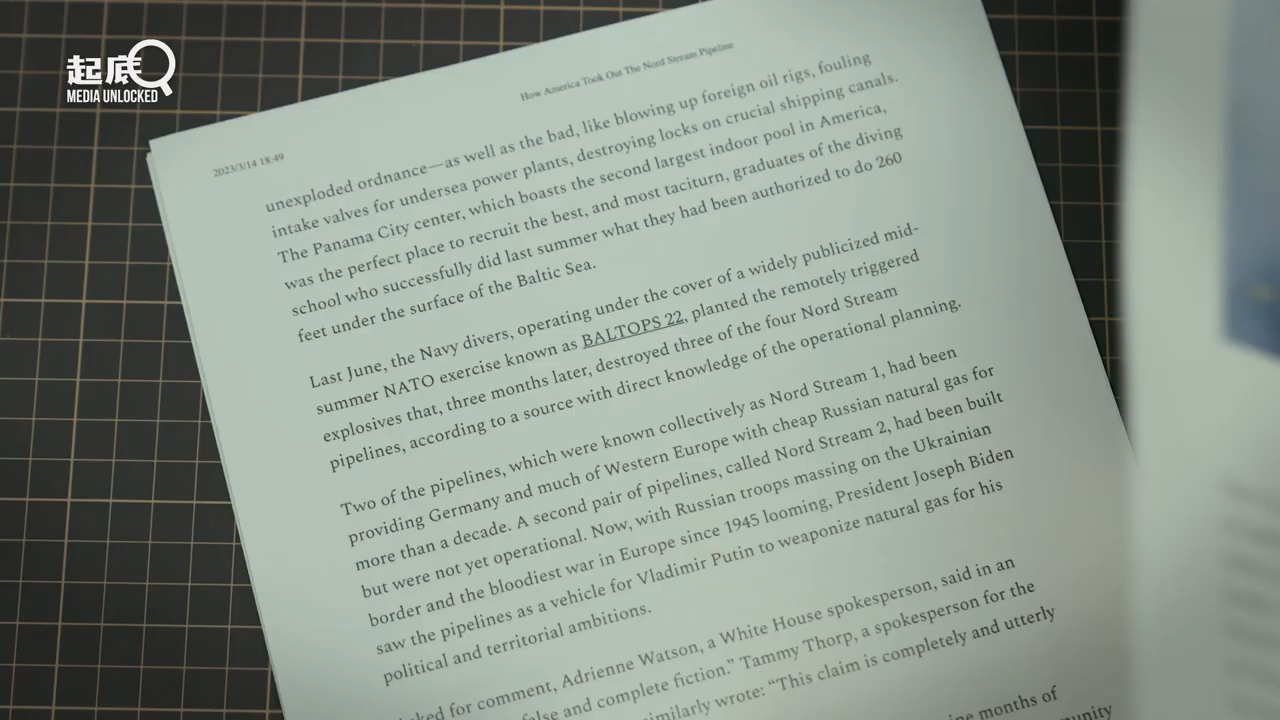 起底
MEDIA UNLOCKED
2023/3/14 18:49
How America Took Out The Nord Stream Pipeline
unexploded ordnance—as well as the bad, like blowing up foreign oil rigs, fouling
intake valves for undersea power plants, destroying locks on crucial shipping canals.
The Panama City center, which boasts the second largest indoor pool in America,
was the perfect place to recruit the best, and most taciturn, graduates of the diving
school who successfully did last summer what they had been authorized to do 260
feet under the surface of the Baltic Sea.
Last June, the Navy divers, operating under the cover of a widely publicized mid-
summer NATO exercise known as BALTOPS 22, planted the remotely triggered
explosives that, three months later, destroyed three of the four Nord Stream
pipelines, according to a source with direct knowledge of the operational planning.
Two of the pipelines, which were known collectively as Nord Stream 1, had been
providing Germany and much of Western Europe with cheap Russian natural gas for
more than a decade. A second pair of pipelines, called Nord Stream 2, had been built
but were not yet operational. Now, with Russian troops massing on the Ukrainian
border and the bloodiest war in Europe since 1945 looming, President Joseph Biden
saw the pipelines as a vehicle for Vladimir Putin to weaponize natural gas for his
political and territorial ambitions.
for comment, Adrienne Watson, a White House spokesperson, said in an
false and complete fiction.” Tammy Thorp, a spokesperson for the
similarly wrote: “This claim is completely and utterly
months of